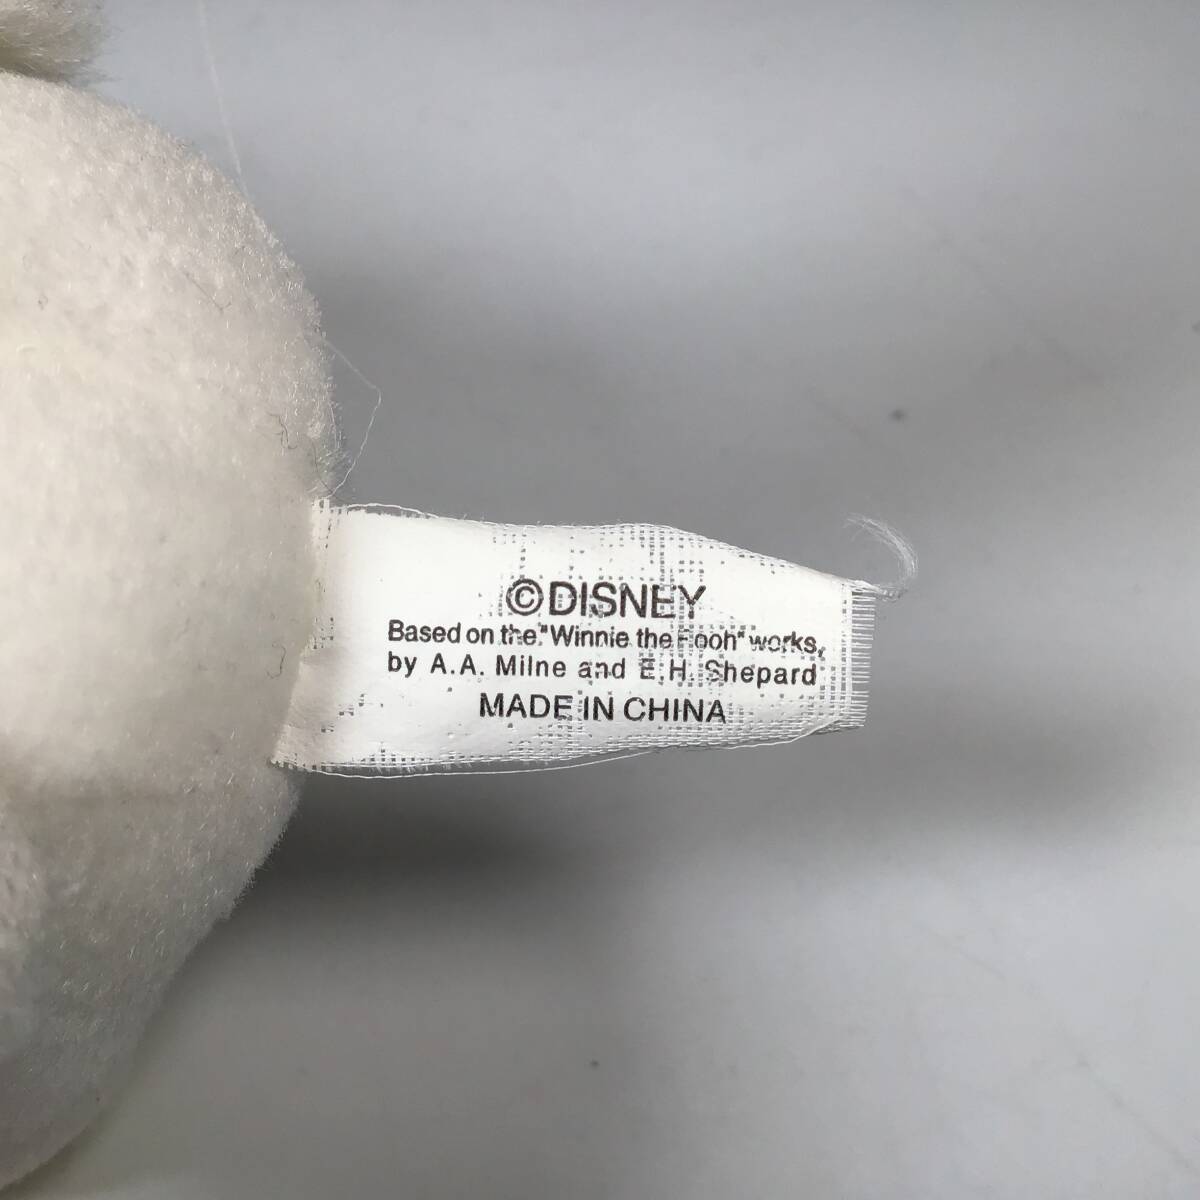 ©DISNEY
Based on the "Winnie the Pooh" works,
by A.A. Milne and E.H. Shepard
MADE IN CHINA